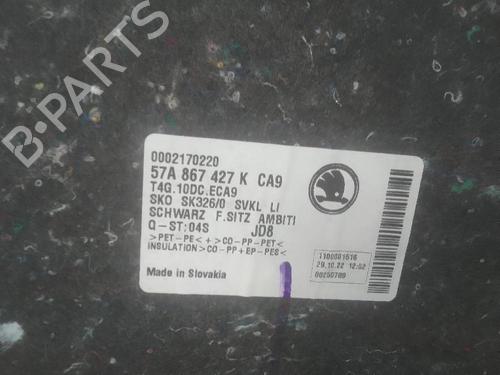 B-PARTS
0002170220
57A 867 427 K CA9
T4G.10DC.ECA9
SKO SK326/0 SVKL LI
SCHWARZ F.SITZ AMBITI
Q-ST:04S JD8
>PET-PE<+>CO-PP-PET<
INSULATION>CO-PP+EP-PES<
Made in Slovakia
1100081616
29.10.22 12:02
00250709